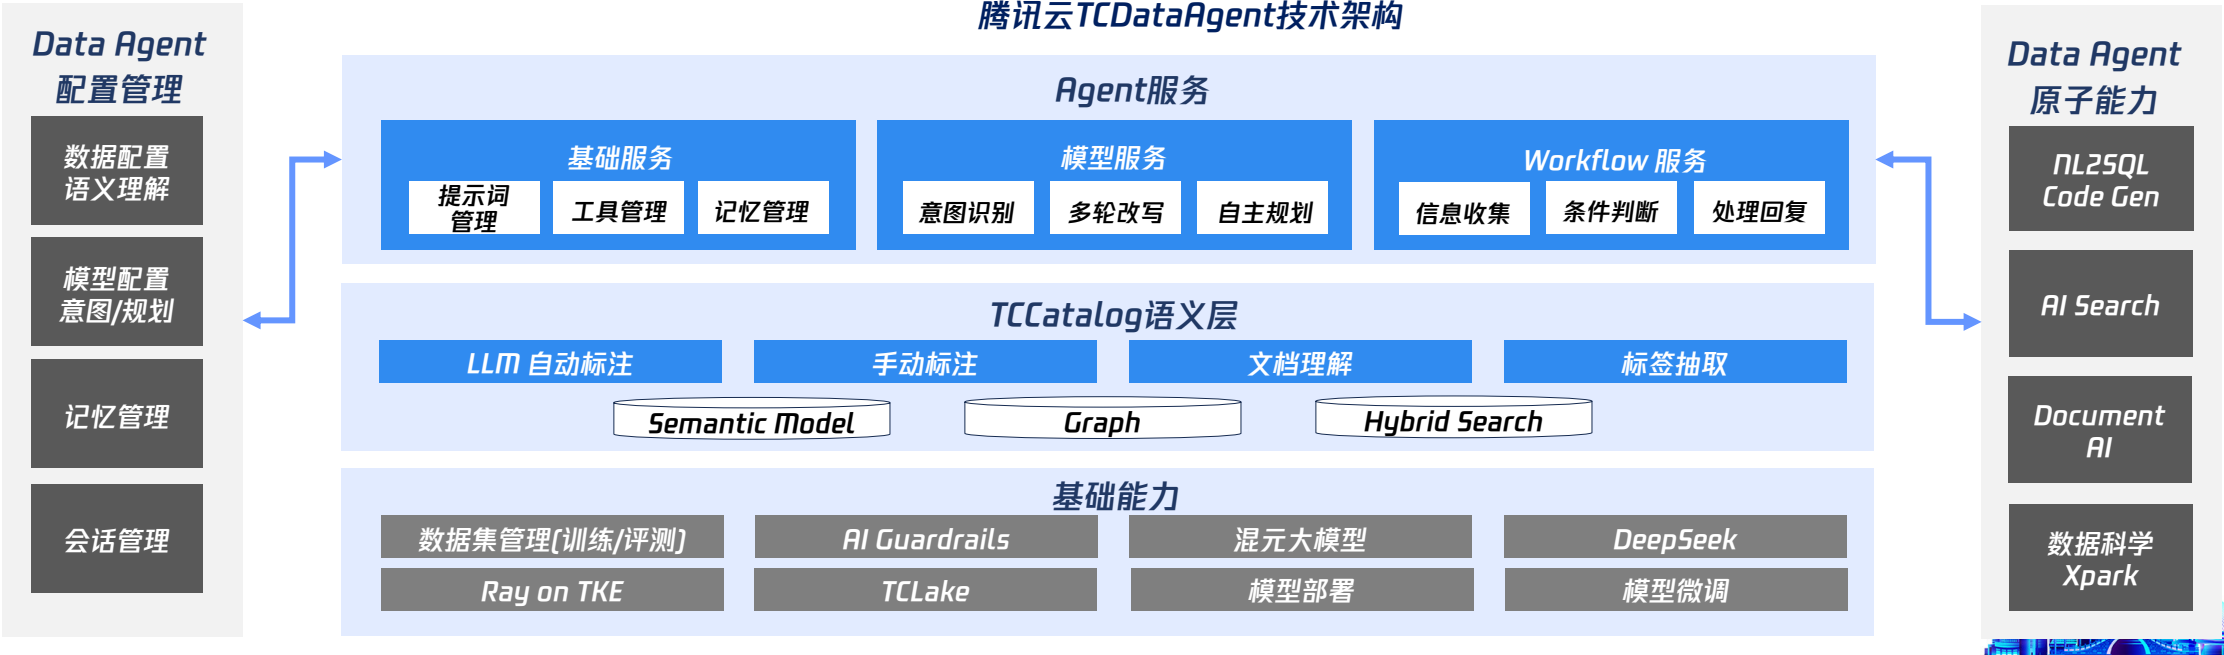 腾讯云TCDataAgent技术架构
Data Agent
配置管理
数据配置
语义理解
模型配置
意图/规划
记忆管理
会话管理
Agent服务
基础服务
提示词
管理
工具管理
记忆管理
模型服务
意图识别
多轮改写
自主规划
Workflow 服务
信息收集
条件判断
处理回复
TCCatalog语义层
LLM 自动标注
手动标注
文档理解
标签抽取
Semantic Model
Graph
Hybrid Search
基础能力
数据集管理(训练/评测)
AI Guardrails
混元大模型
DeepSeek
Ray on TKE
TCLake
模型部署
模型微调
Data Agent
原子能力
NL2SQL
Code Gen
AI Search
Document
AI
数据科学
Xpark